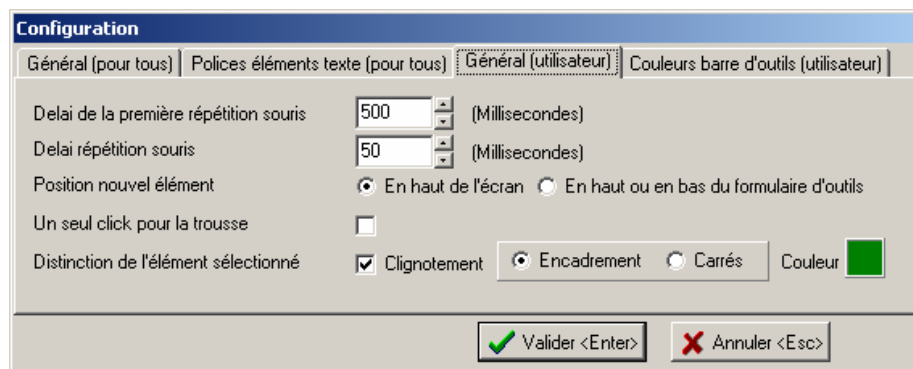 Configuration
Général (pour tous) Polices éléments texte (pour tous) Général (utilisateur) Couleurs barre d'outils (utilisateur)
Delai de la première répétition souris 500 (Millisecondes)
Delai répétition souris 50 (Millisecondes)
Position nouvel élément En haut de l'écran En haut ou en bas du formulaire d'outils
Un seul click pour la trousse
Distinction de l'élément sélectionné Clignotement Encadrement Carrés Couleur
Valider <Enter> Annuler <Esc>